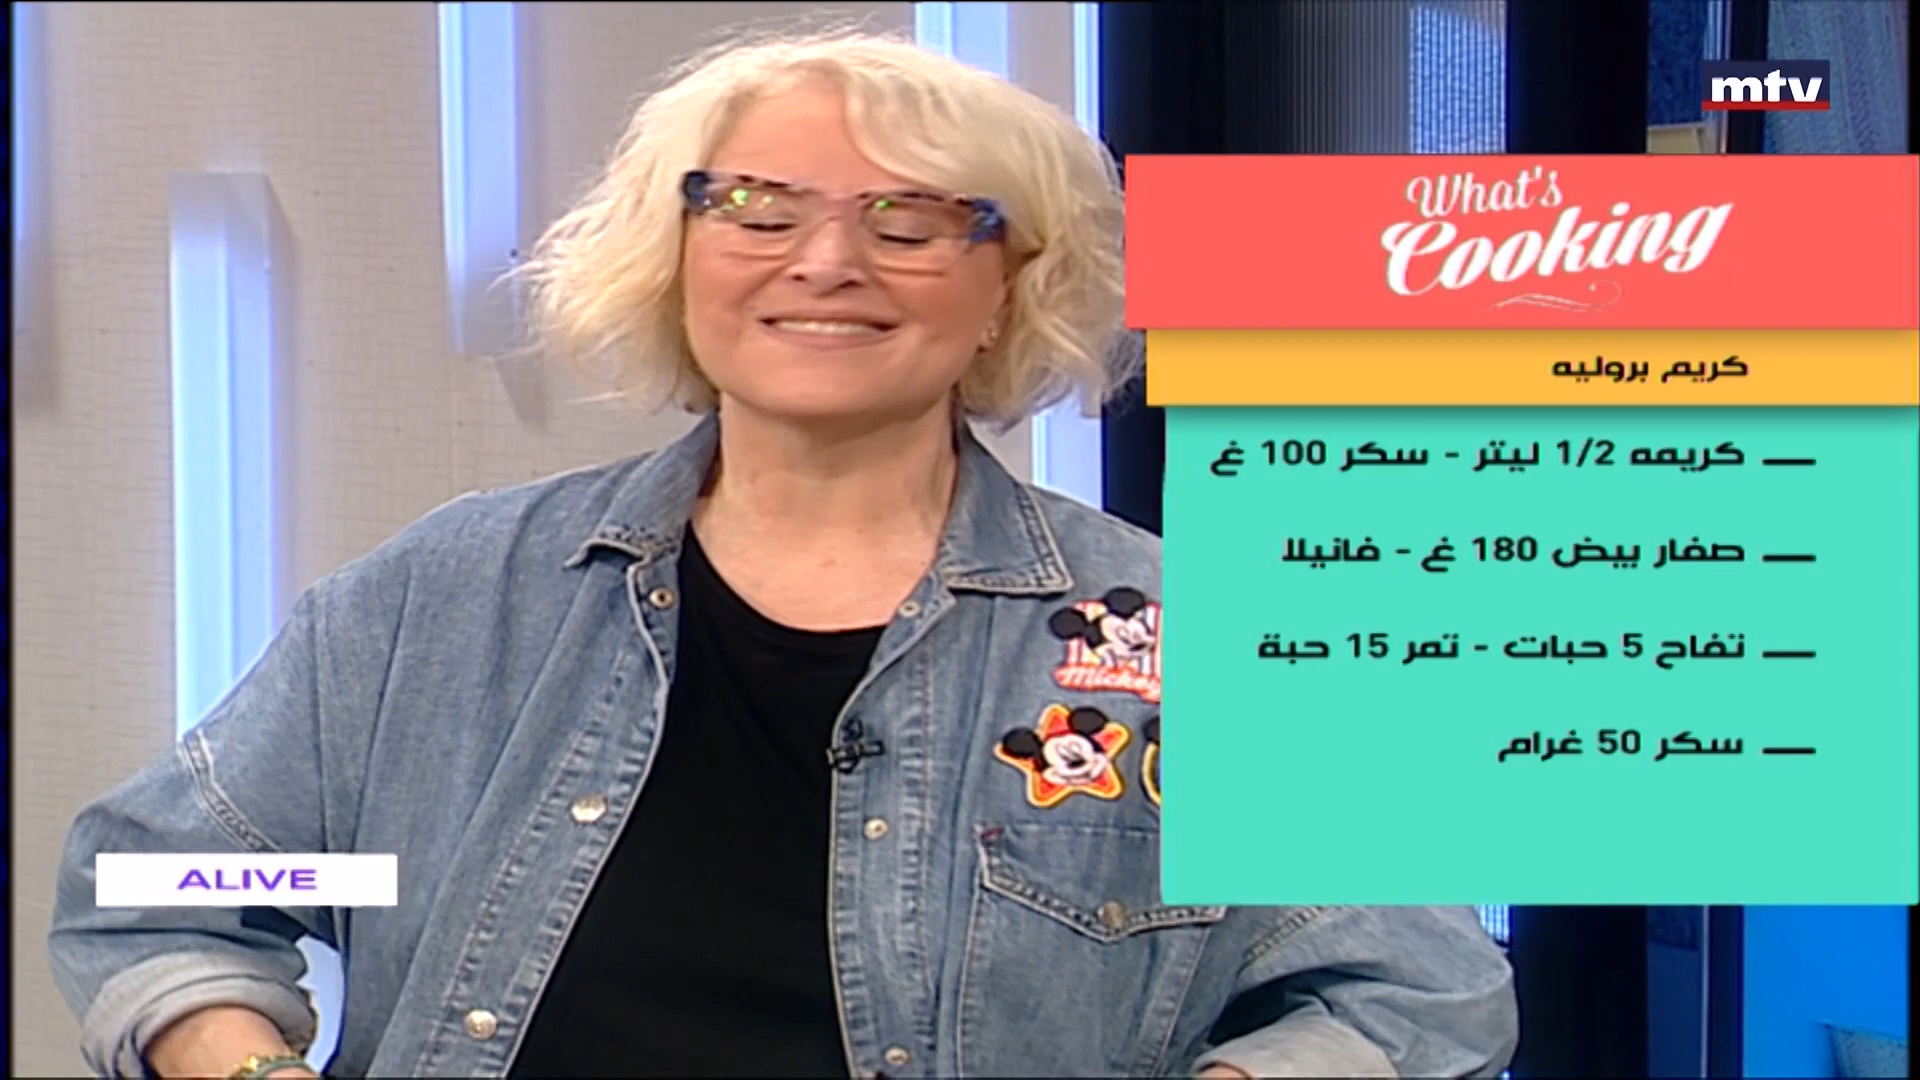 mtv
What's
Cooking
كريم بروليه
كريمه 1/2 ليتر - سكر 100 غ
صفار بيض 180 غ - فانيلا
تفاح 5 حبات - تمر 15 حبة
سكر 50 غرام
Mickey
ALIVE